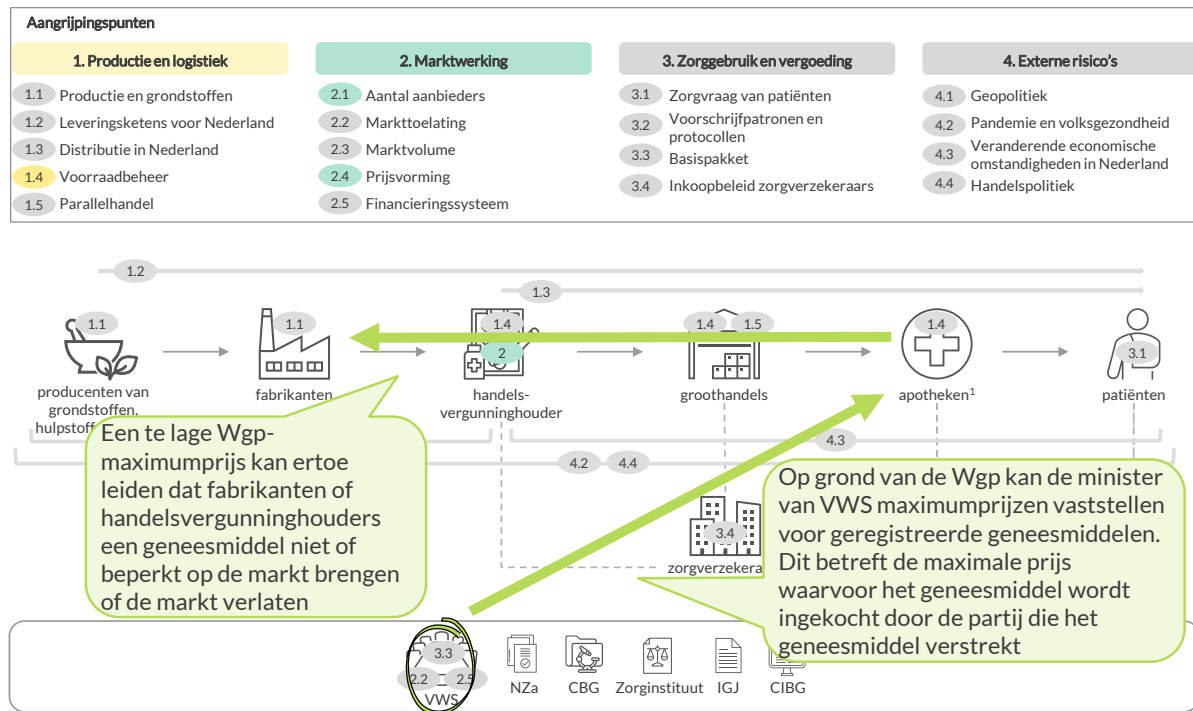 Aangrijpingspunten
1. Productie en logistiek
1.1 Productie en grondstoffen
1.2 Leveringsketens voor Nederland
1.3 Distributie in Nederland
1.4 Voorraadbeheer
1.5 Parallelhandel
2. Marktwerking
2.1 Aantal aanbieders
2.2 Markttoelating
2.3 Marktvolume
2.4 Prijsvorming
2.5 Financieringssysteem
3. Zorggebruik en vergoeding
3.1 Zorgvraag van patiënten
3.2 Voorschrijfpatronen en
protocollen
3.3 Basispakket
3.4 Inkoopbeleid zorgverzekeraars
4. Externe risico's
4.1 Geopolitiek
4.2 Pandemie en volksgezondheid
4.3 Veranderende economische
omstandigheden in Nederland
4.4 Handelspolitiek
1.2
1.3
1.1
1.1
1.4
2
1.4 1.5
1.4
3.1
producenten van
grondstoffen,
hulpstof
fabrikanten
handels-
vergunninghouder
groothandels
apotheken¹
patiënten
4.3
4.2 4.4
Een te lage Wgp-
maximumprijs kan ertoe
leiden dat fabrikanten of
handelsvergunninghouders
een geneesmiddel niet of
beperkt op de markt brengen
of de markt verlaten
3.4
zorgverzekera
Op grond van de Wgp kan de minister
van VWS maximumprijzen vaststellen
voor geregistreerde geneesmiddelen.
Dit betreft de maximale prijs
waarvoor het geneesmiddel wordt
ingekocht door de partij die het
geneesmiddel verstrekt
3.3
2.2 2.5
VWS
NZa
CBG
Zorginstituut
IGJ
CIBG